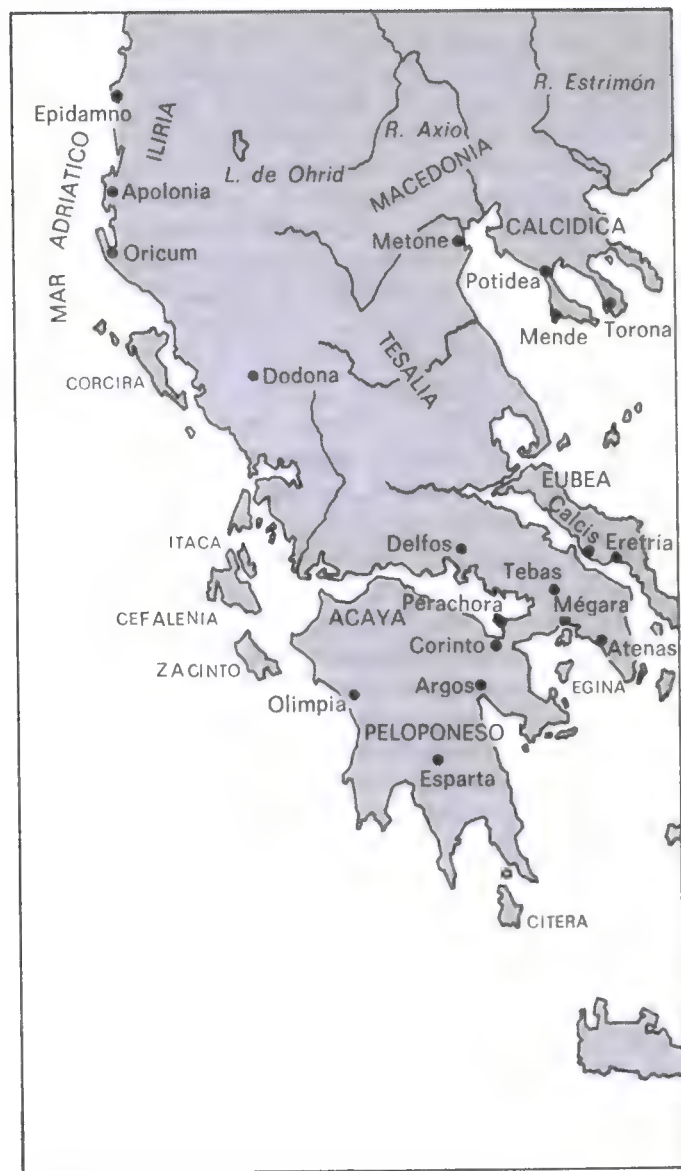 R. Estrimón
Epidamno
ILIRIA
R. Axio
L. de Ohrid
MACEDONIA
MAR ADRIATICO
Apolonia
CALCIDICA
Metone
Oricum
Potidea
Mende
Torona
TESALIA
Dodona
CORCIRA
EUBEA
Calcis
Eretria
ITACA
Delfos
Tebas
CEFALENIA
ACAYA
Perachora
Mégara
Corinto
Atenas
ZACINTO
Olimpia
Argos
EGINA
PELOPONESO
Esparta
CITERA